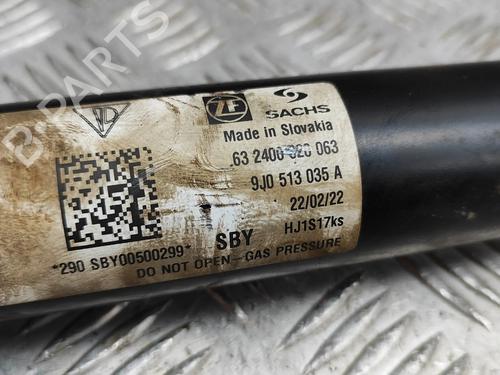 ZF SACHS
Made in Slovakia
63 2400 020 063
9J0 513 035 A
22/02/22
SBY HJ1S17ks
*290 SBY00500299*
DO NOT OPEN-GAS PRESSURE